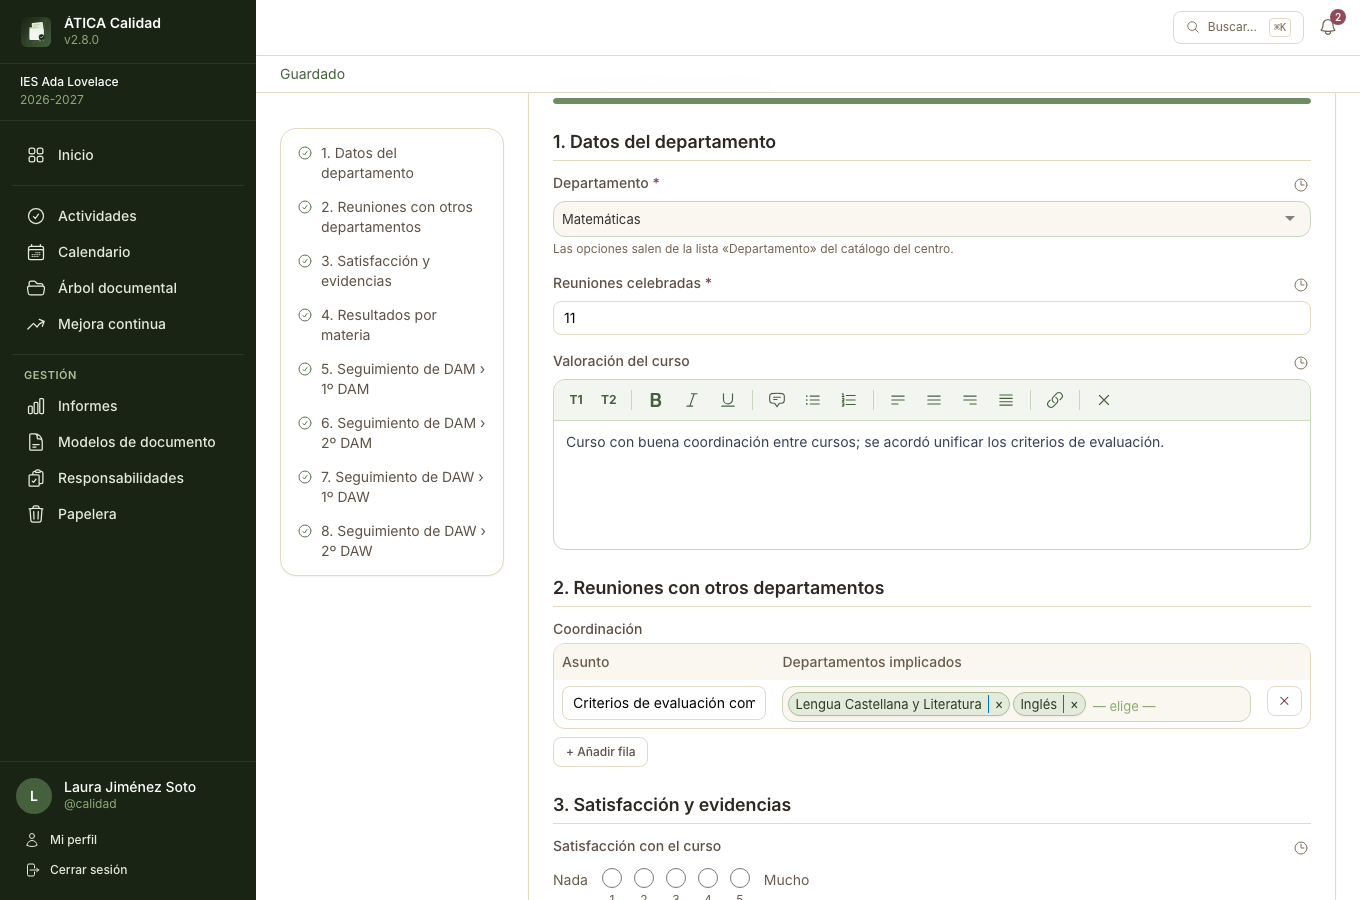 ÁTICA Calidad
v2.8.0
IES Ada Lovelace
2026-2027
Inicio
Actividades
Calendario
Árbol documental
Mejora continua
GESTIÓN
Informes
Modelos de documento
Responsabilidades
Papelera
L
Laura Jiménez Soto
@calidad
Mi perfil
Cerrar sesión
Buscar... ⌘K
2
Guardado
1. Datos del
departamento
2. Reuniones con otros
departamentos
3. Satisfacción y
evidencias
4. Resultados por
materia
5. Seguimiento de DAM ›
1º DAM
6. Seguimiento de DAM ›
2º DAM
7. Seguimiento de DAW ›
1º DAW
8. Seguimiento de DAW ›
2º DAW
1. Datos del departamento
Departamento *
Matemáticas
Las opciones salen de la lista «Departamento» del catálogo del centro.
Reuniones celebradas *
11
Valoración del curso
T1 T2 B I U
Curso con buena coordinación entre cursos; se acordó unificar los criterios de evaluación.
2. Reuniones con otros departamentos
Coordinación
Asunto Departamentos implicados
Criterios de evaluación com Lengua Castellana y Literatura × Inglés × — elige —
+ Añadir fila
3. Satisfacción y evidencias
Satisfacción con el curso
Nada Mucho
1 2 3 4 5